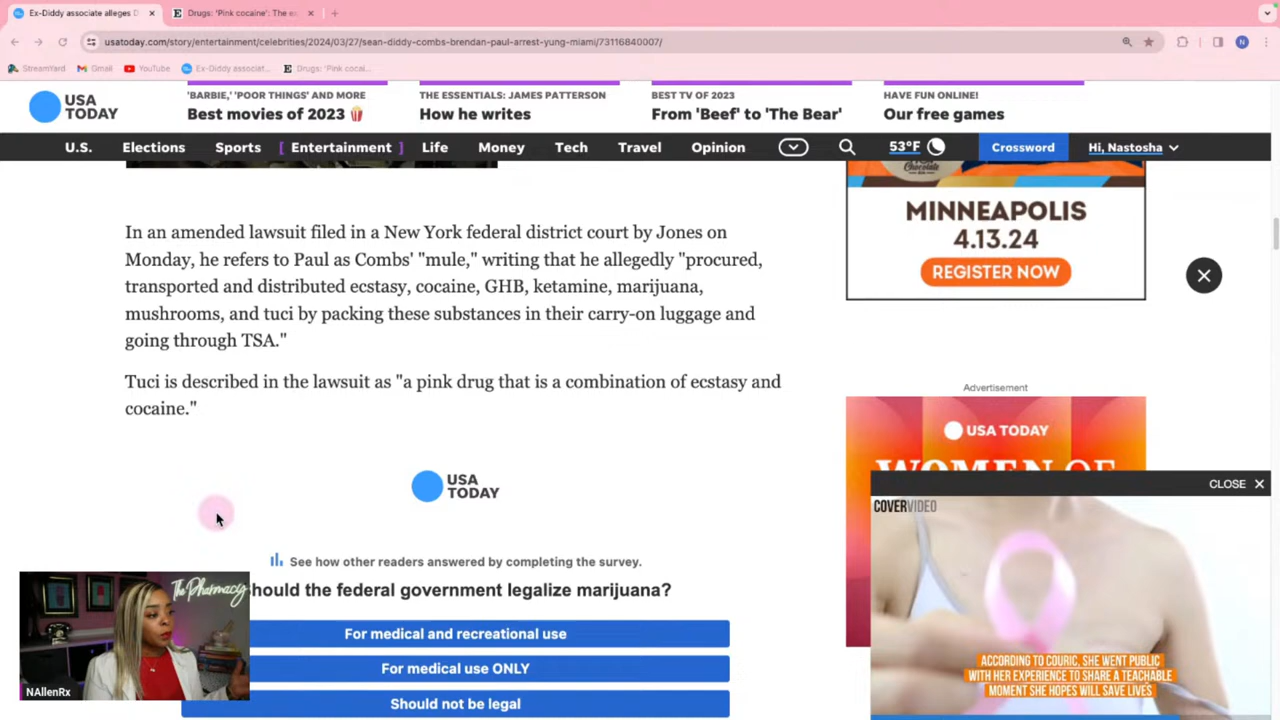 Ex-Diddy associate alleges D
Drugs: 'Pink cocaine': The ex
usatoday.com/story/entertainment/celebrities/2024/03/27/sean-diddy-combs-brendan-paul-arrest-yung-miami/73116840007/
N
StreamYard
Gmail
YouTube
Ex-Diddy associat...
Drugs: 'Pink cocai...
USA TODAY
'BARBIE,' 'POOR THINGS' AND MORE
Best movies of 2023
THE ESSENTIALS: JAMES PATTERSON
How he writes
BEST TV OF 2023
From 'Beef' to 'The Bear'
HAVE FUN ONLINE!
Our free games
U.S. Elections Sports [ Entertainment ] Life Money Tech Travel Opinion 53°F Crossword Hi, Nastosha
In an amended lawsuit filed in a New York federal district court by Jones on
Monday, he refers to Paul as Combs' "mule," writing that he allegedly "procured,
transported and distributed ecstasy, cocaine, GHB, ketamine, marijuana,
mushrooms, and tuci by packing these substances in their carry-on luggage and
going through TSA."
Tuci is described in the lawsuit as "a pink drug that is a combination of ecstasy and
cocaine."
USA
TODAY
See how other readers answered by completing the survey.
hould the federal government legalize marijuana?
For medical and recreational use
For medical use ONLY
Should not be legal
The Pharmacy
NAllenRx
Chocolate
MINNEAPOLIS
4.13.24
REGISTER NOW
Advertisement
USA TODAY
WOMEN OF
CLOSE
COVERVIDEO
ACCORDING TO COURIC, SHE WENT PUBLIC
WITH HER EXPERIENCE TO SHARE A TEACHABLE
MOMENT SHE HOPES WILL SAVE LIVES